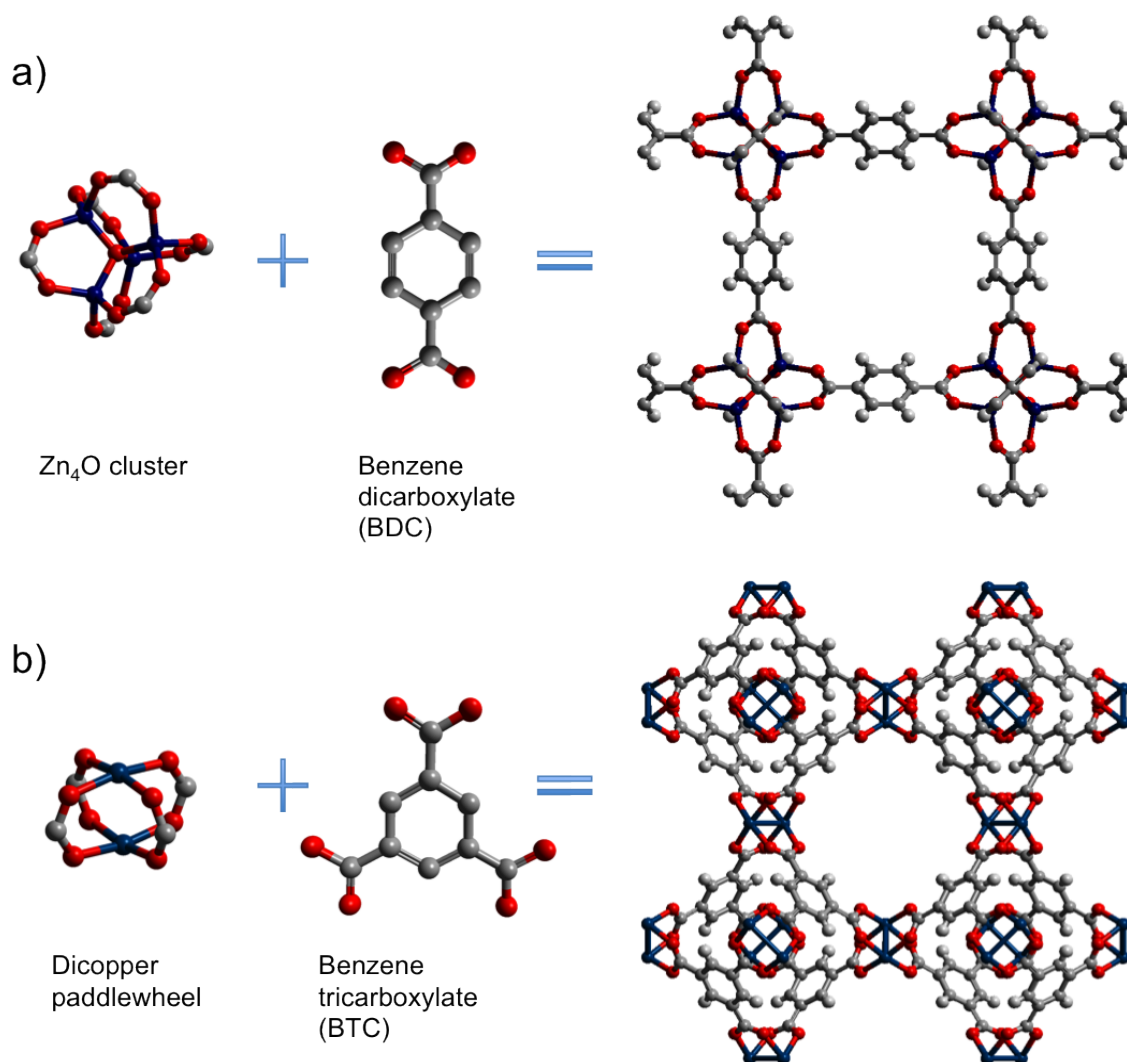 a)
Zn₄O cluster
Benzene
dicarboxylate
(BDC)
b)
Dicopper
paddlewheel
Benzene
tricarboxylate
(BTC)